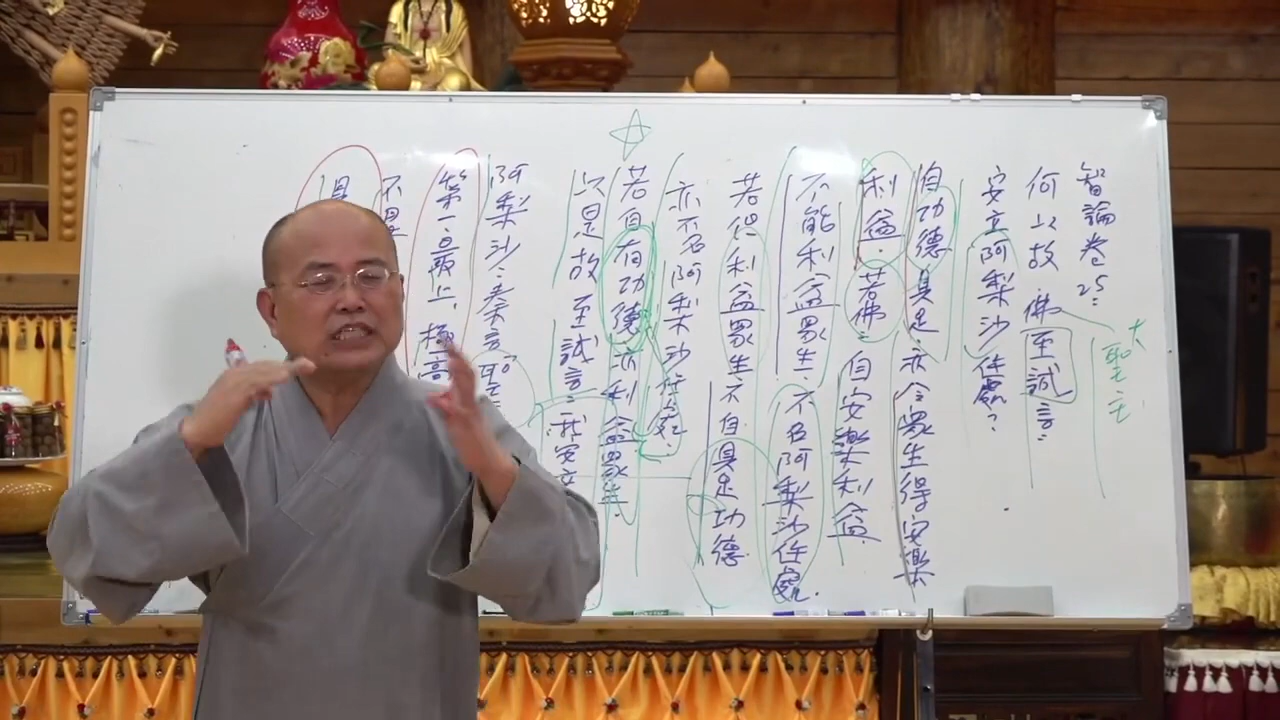 智論卷25：
何以故，佛至誠言：
大聖主
安立阿梨沙住處？
自功德具足，亦令眾生得安樂
利益，若佛，自安樂利益
不能利益眾生，不名阿梨沙住處．
若但利益眾生不自具足功德
亦不名阿梨沙住處
若自有功德亦利益眾生．
以是故至誠言：我安立
阿梨沙：秦言聖
第一最上，極高
不